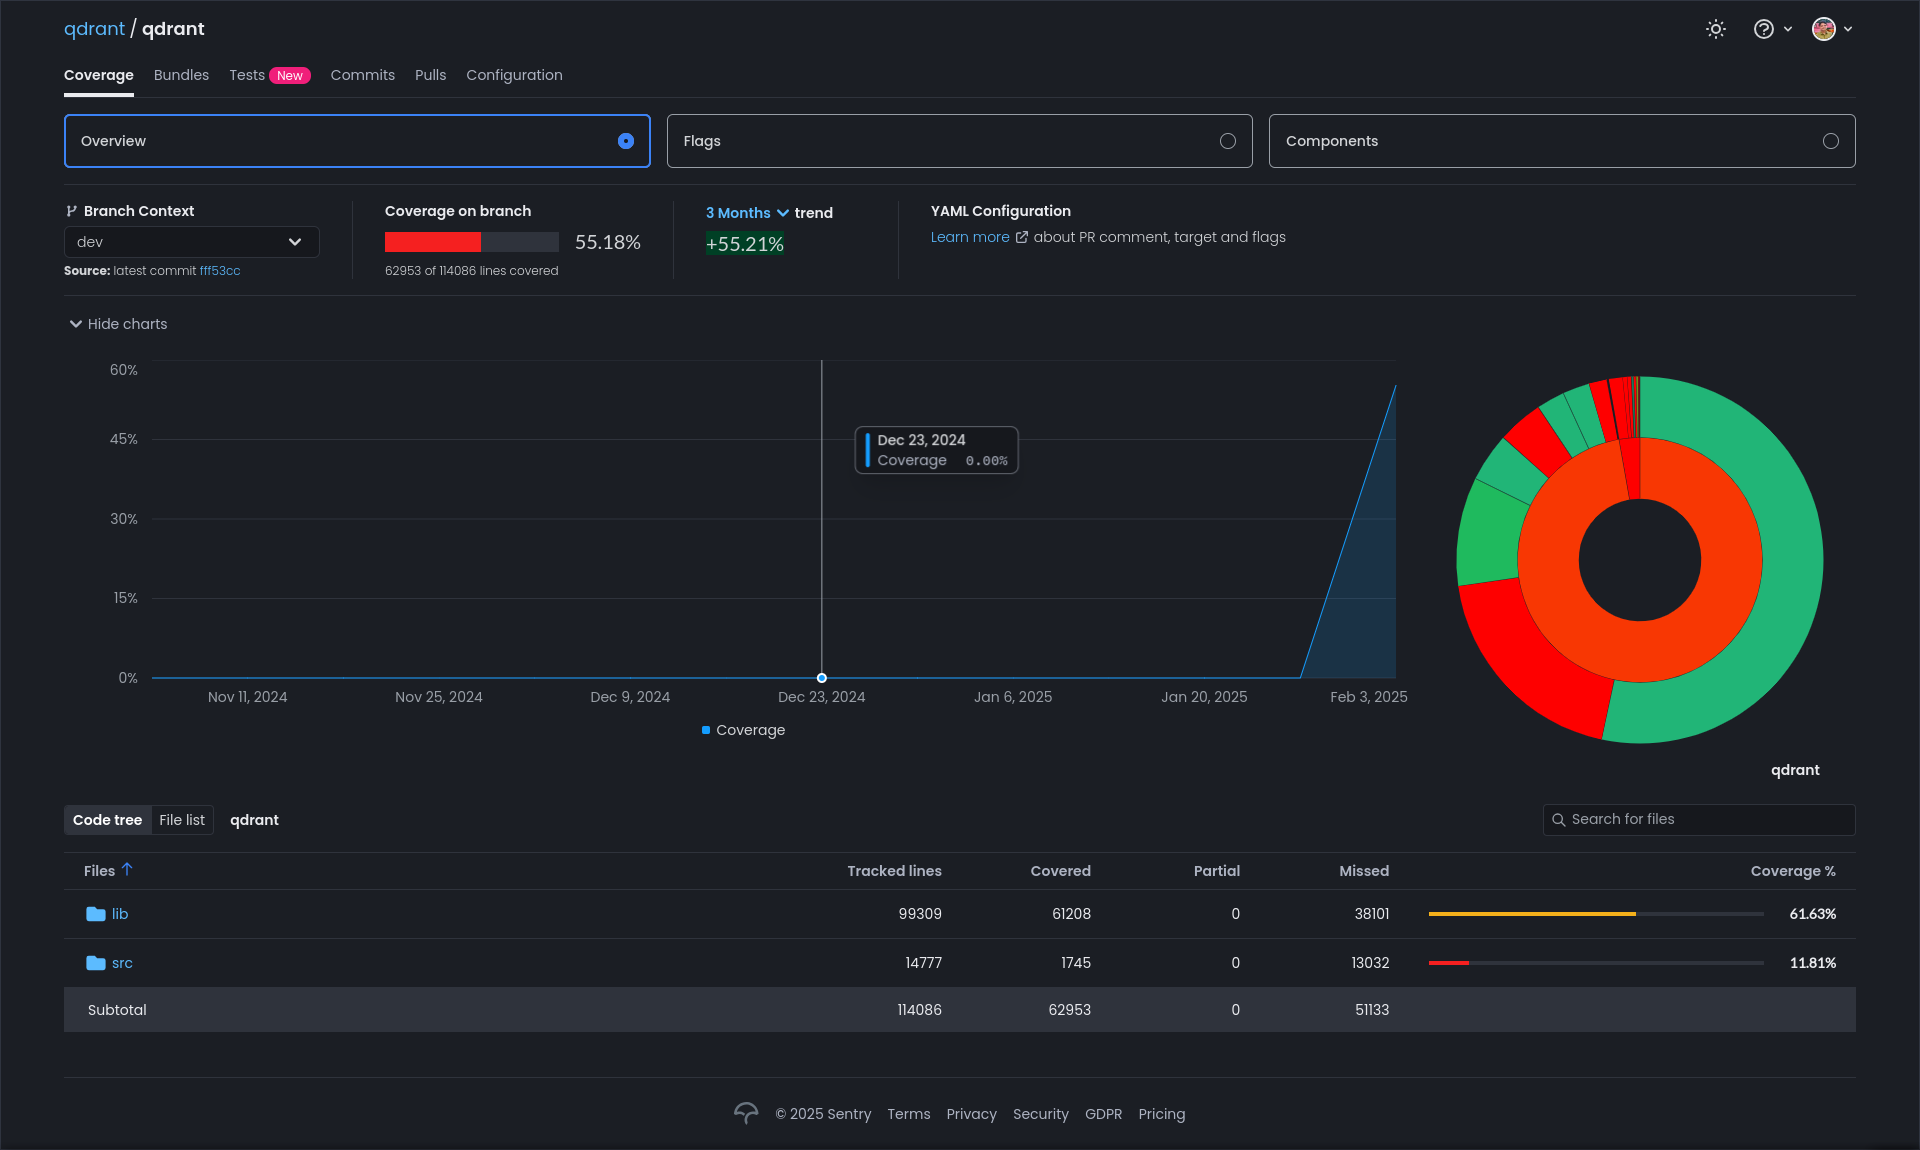 qdrant / qdrant
Coverage Bundles Tests New Commits Pulls Configuration
Overview Flags Components
Branch Context
dev
Source: latest commit fff53cc
Coverage on branch
55.18%
62953 of 114086 lines covered
3 Months trend
+55.21%
YAML Configuration
Learn more about PR comment, target and flags
Hide charts
60%
45%
30%
15%
0%
Dec 23, 2024
Coverage 0.00%
Nov 11, 2024 Nov 25, 2024 Dec 9, 2024 Dec 23, 2024 Jan 6, 2025 Jan 20, 2025 Feb 3, 2025
Coverage
qdrant
Code tree File list qdrant Search for files
Files Tracked lines Covered Partial Missed Coverage %
lib 99309 61208 0 38101 61.63%
src 14777 1745 0 13032 11.81%
Subtotal 114086 62953 0 51133
© 2025 Sentry Terms Privacy Security GDPR Pricing